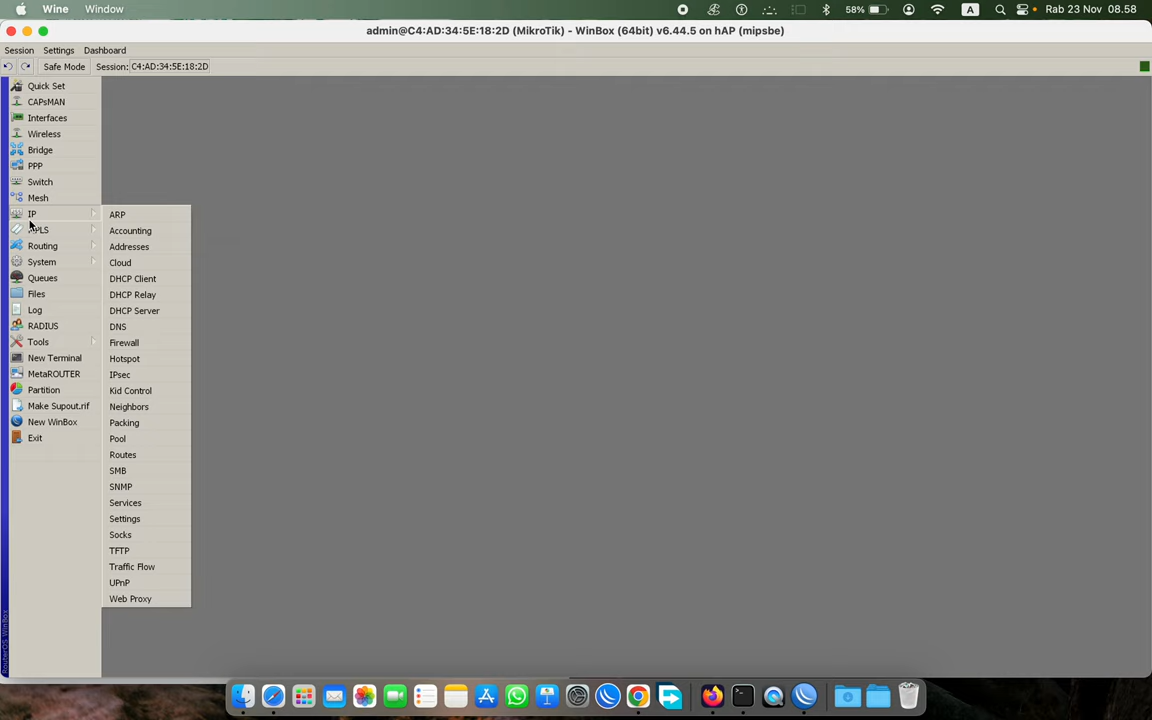 Wine Window 58% A Rab 23 Nov 08.58
admin@C4:AD:34:5E:18:2D (MikroTik) - WinBox (64bit) v6.44.5 on hAP (mipsbe)
Session Settings Dashboard
Safe Mode Session: C4:AD:34:5E:18:2D
Quick Set
CAPsMAN
Interfaces
Wireless
Bridge
PPP
Switch
Mesh
IP
Routing
System
Queues
Files
Log
RADIUS
Tools
New Terminal
MetaROUTER
Partition
Make Supout.rif
New WinBox
Exit
ARP
Accounting
Addresses
Cloud
DHCP Client
DHCP Relay
DHCP Server
DNS
Firewall
Hotspot
IPsec
Kid Control
Neighbors
Packing
Pool
Routes
SMB
SNMP
Services
Settings
Socks
TFTP
Traffic Flow
UPnP
Web Proxy
RouterOS WinBox